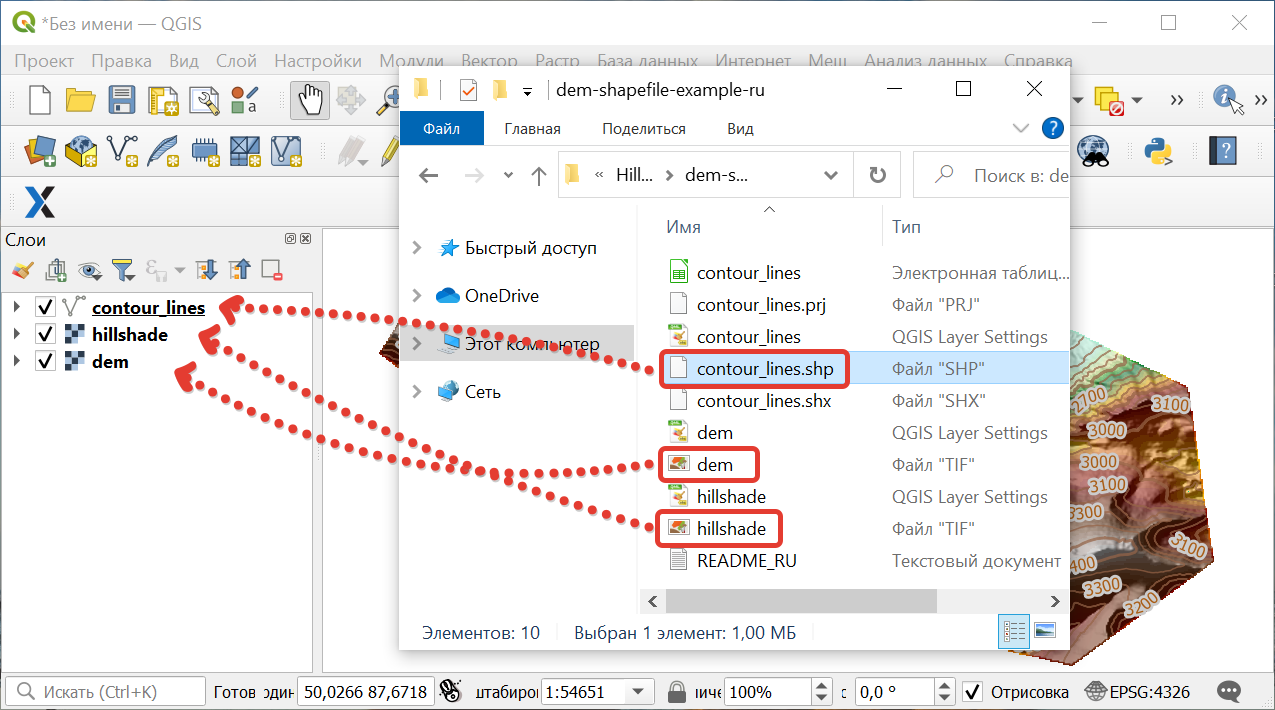 *Без имени — QGIS
Проект Правка Вид Слой Настройки Модули Вектор Растр База данных Интернет Меш Анализ данных Справка
dem-shapefile-example-ru
Файл Главная Поделиться Вид
« Hill... dem-s...
Поиск в: de
Слои
contour_lines
hillshade
dem
Быстрый доступ
OneDrive
Этот компьютер
Сеть
Имя Тип
contour_lines Электронная таблиц...
contour_lines.prj Файл "PRJ"
contour_lines QGIS Layer Settings
contour_lines.shp Файл "SHP"
contour_lines.shx Файл "SHX"
dem QGIS Layer Settings
dem Файл "TIF"
hillshade QGIS Layer Settings
hillshade Файл "TIF"
README_RU Текстовый документ
2700
3100
3000
3000
3100
3300
3100
400
3300
3200
Элементов: 10 Выбран 1 элемент: 1,00 МБ
Искать (Ctrl+K) Готов один 50,0266 87,6718 штабиров 1:54651 личе 100% с 0,0 ° Отрисовка EPSG:4326